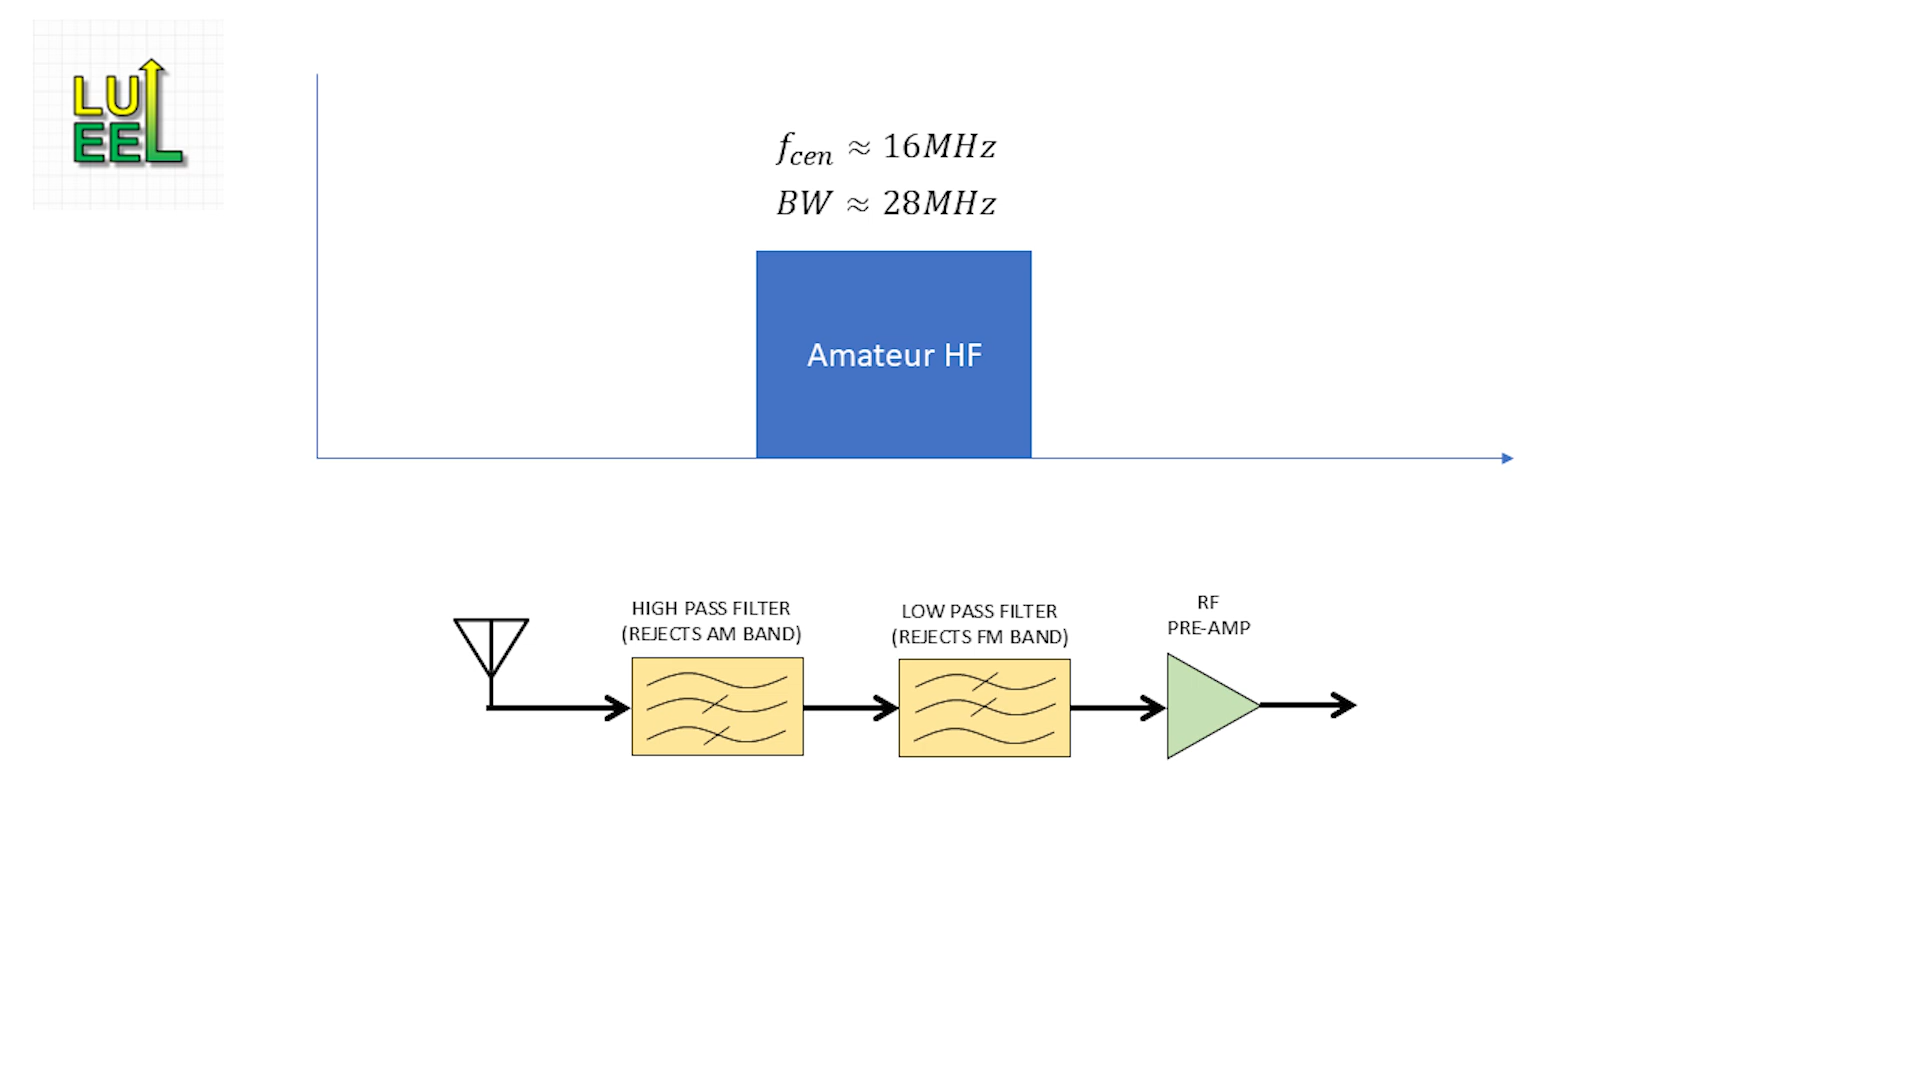 LU
EEL
f_cen ≈ 16MHz
BW ≈ 28MHz
Amateur HF
HIGH PASS FILTER
(REJECTS AM BAND)
LOW PASS FILTER
(REJECTS FM BAND)
RF
PRE-AMP